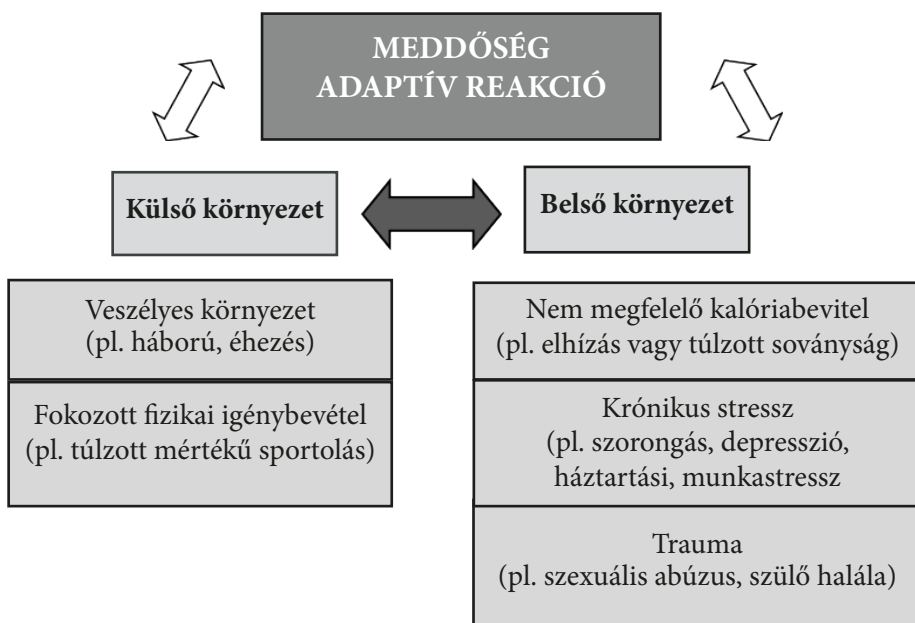 MEDDŐSÉG
ADAPTÍV REAKCIÓ
Külső környezet
Belső környezet
Veszélyes környezet
(pl. háború, éhezés)
Fokozott fizikai igénybevétel
(pl. túlzott mértékű sportolás)
Nem megfelelő kalóriabevitel
(pl. elhízás vagy túlzott soványság)
Krónikus stressz
(pl. szorongás, depresszió,
háztartási, munkastressz
Trauma
(pl. szexuális abúzus, szülő halála)